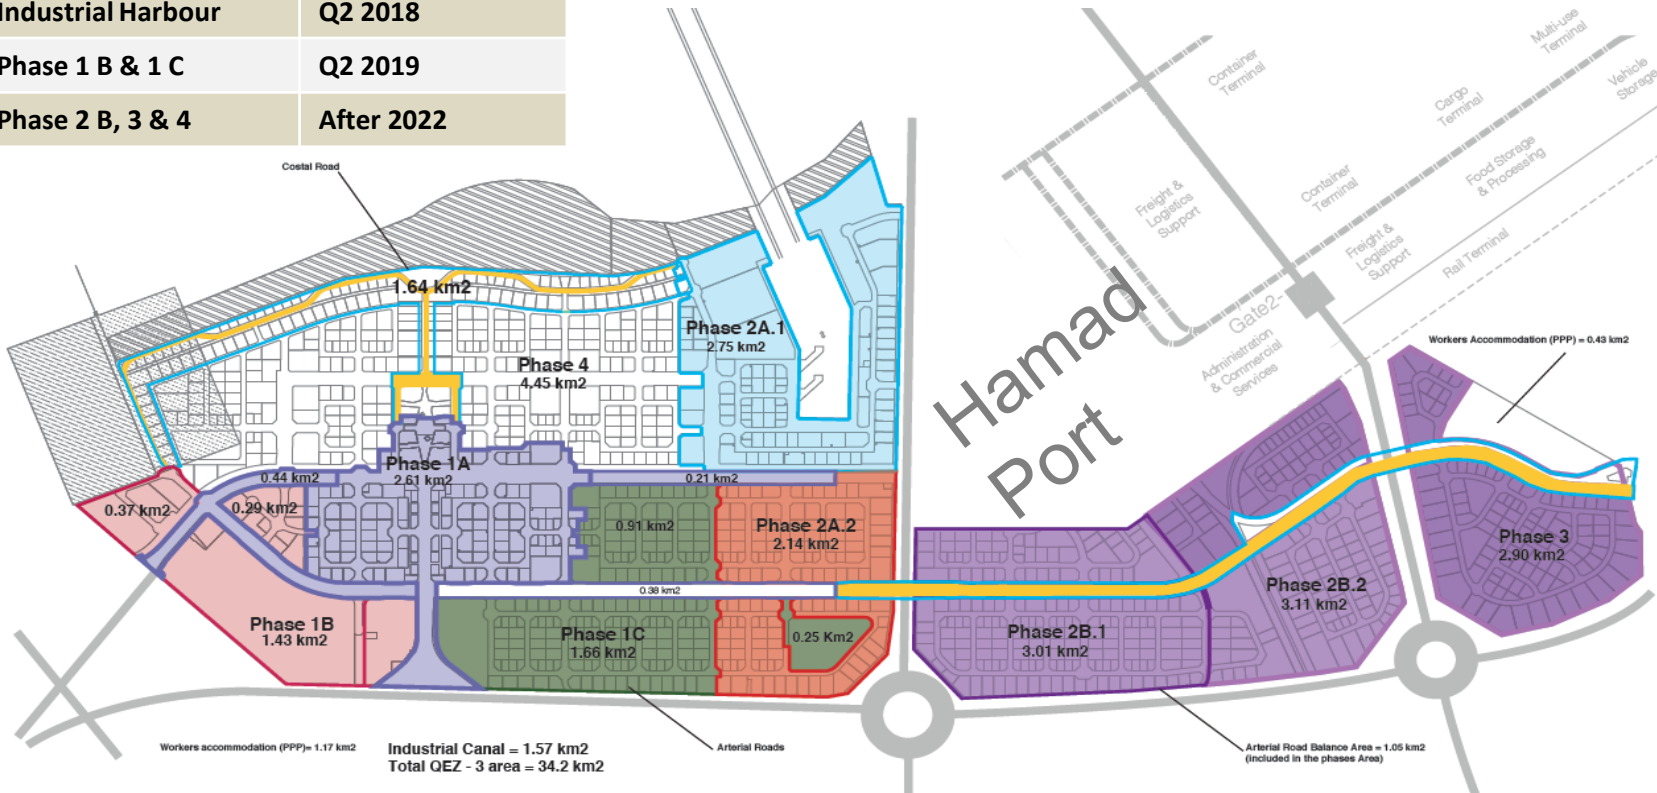 Industrial Harbour Q2 2018
Phase 1 B & 1 C Q2 2019
Phase 2 B, 3 & 4 After 2022
Costal Road
1.64 km2
Phase 4
4.45 km2
Phase 2A.1
2.75 km2
Phase 1A
2.61 km2
0.44 km2
0.21 km2
0.37 km2
0.29 km2
0.91 km2
Phase 2A.2
2.14 km2
0.38 km2
Phase 1B
1.43 km2
Phase 1C
1.66 km2
0.25 Km2
Hamad
Port
Container
Terminal
Multi-use
Terminal
Vehicle
Storage
Cargo
Terminal
Food Storage
& Processing
Container
Terminal
Freight &
Logistics
Support
Freight &
Logistics
Support
Rail Terminal
Gate2
Administration
& Commercial
Services
Workers Accommodation (PPP) = 0.43 km2
Phase 3
2.90 km2
Phase 2B.2
3.11 km2
Phase 2B.1
3.01 km2
Workers accommodation (PPP)= 1.17 km2
Industrial Canal = 1.57 km2
Total QEZ - 3 area = 34.2 km2
Arterial Roads
Arterial Road Balance Area = 1.05 km2
(included in the phases Area)